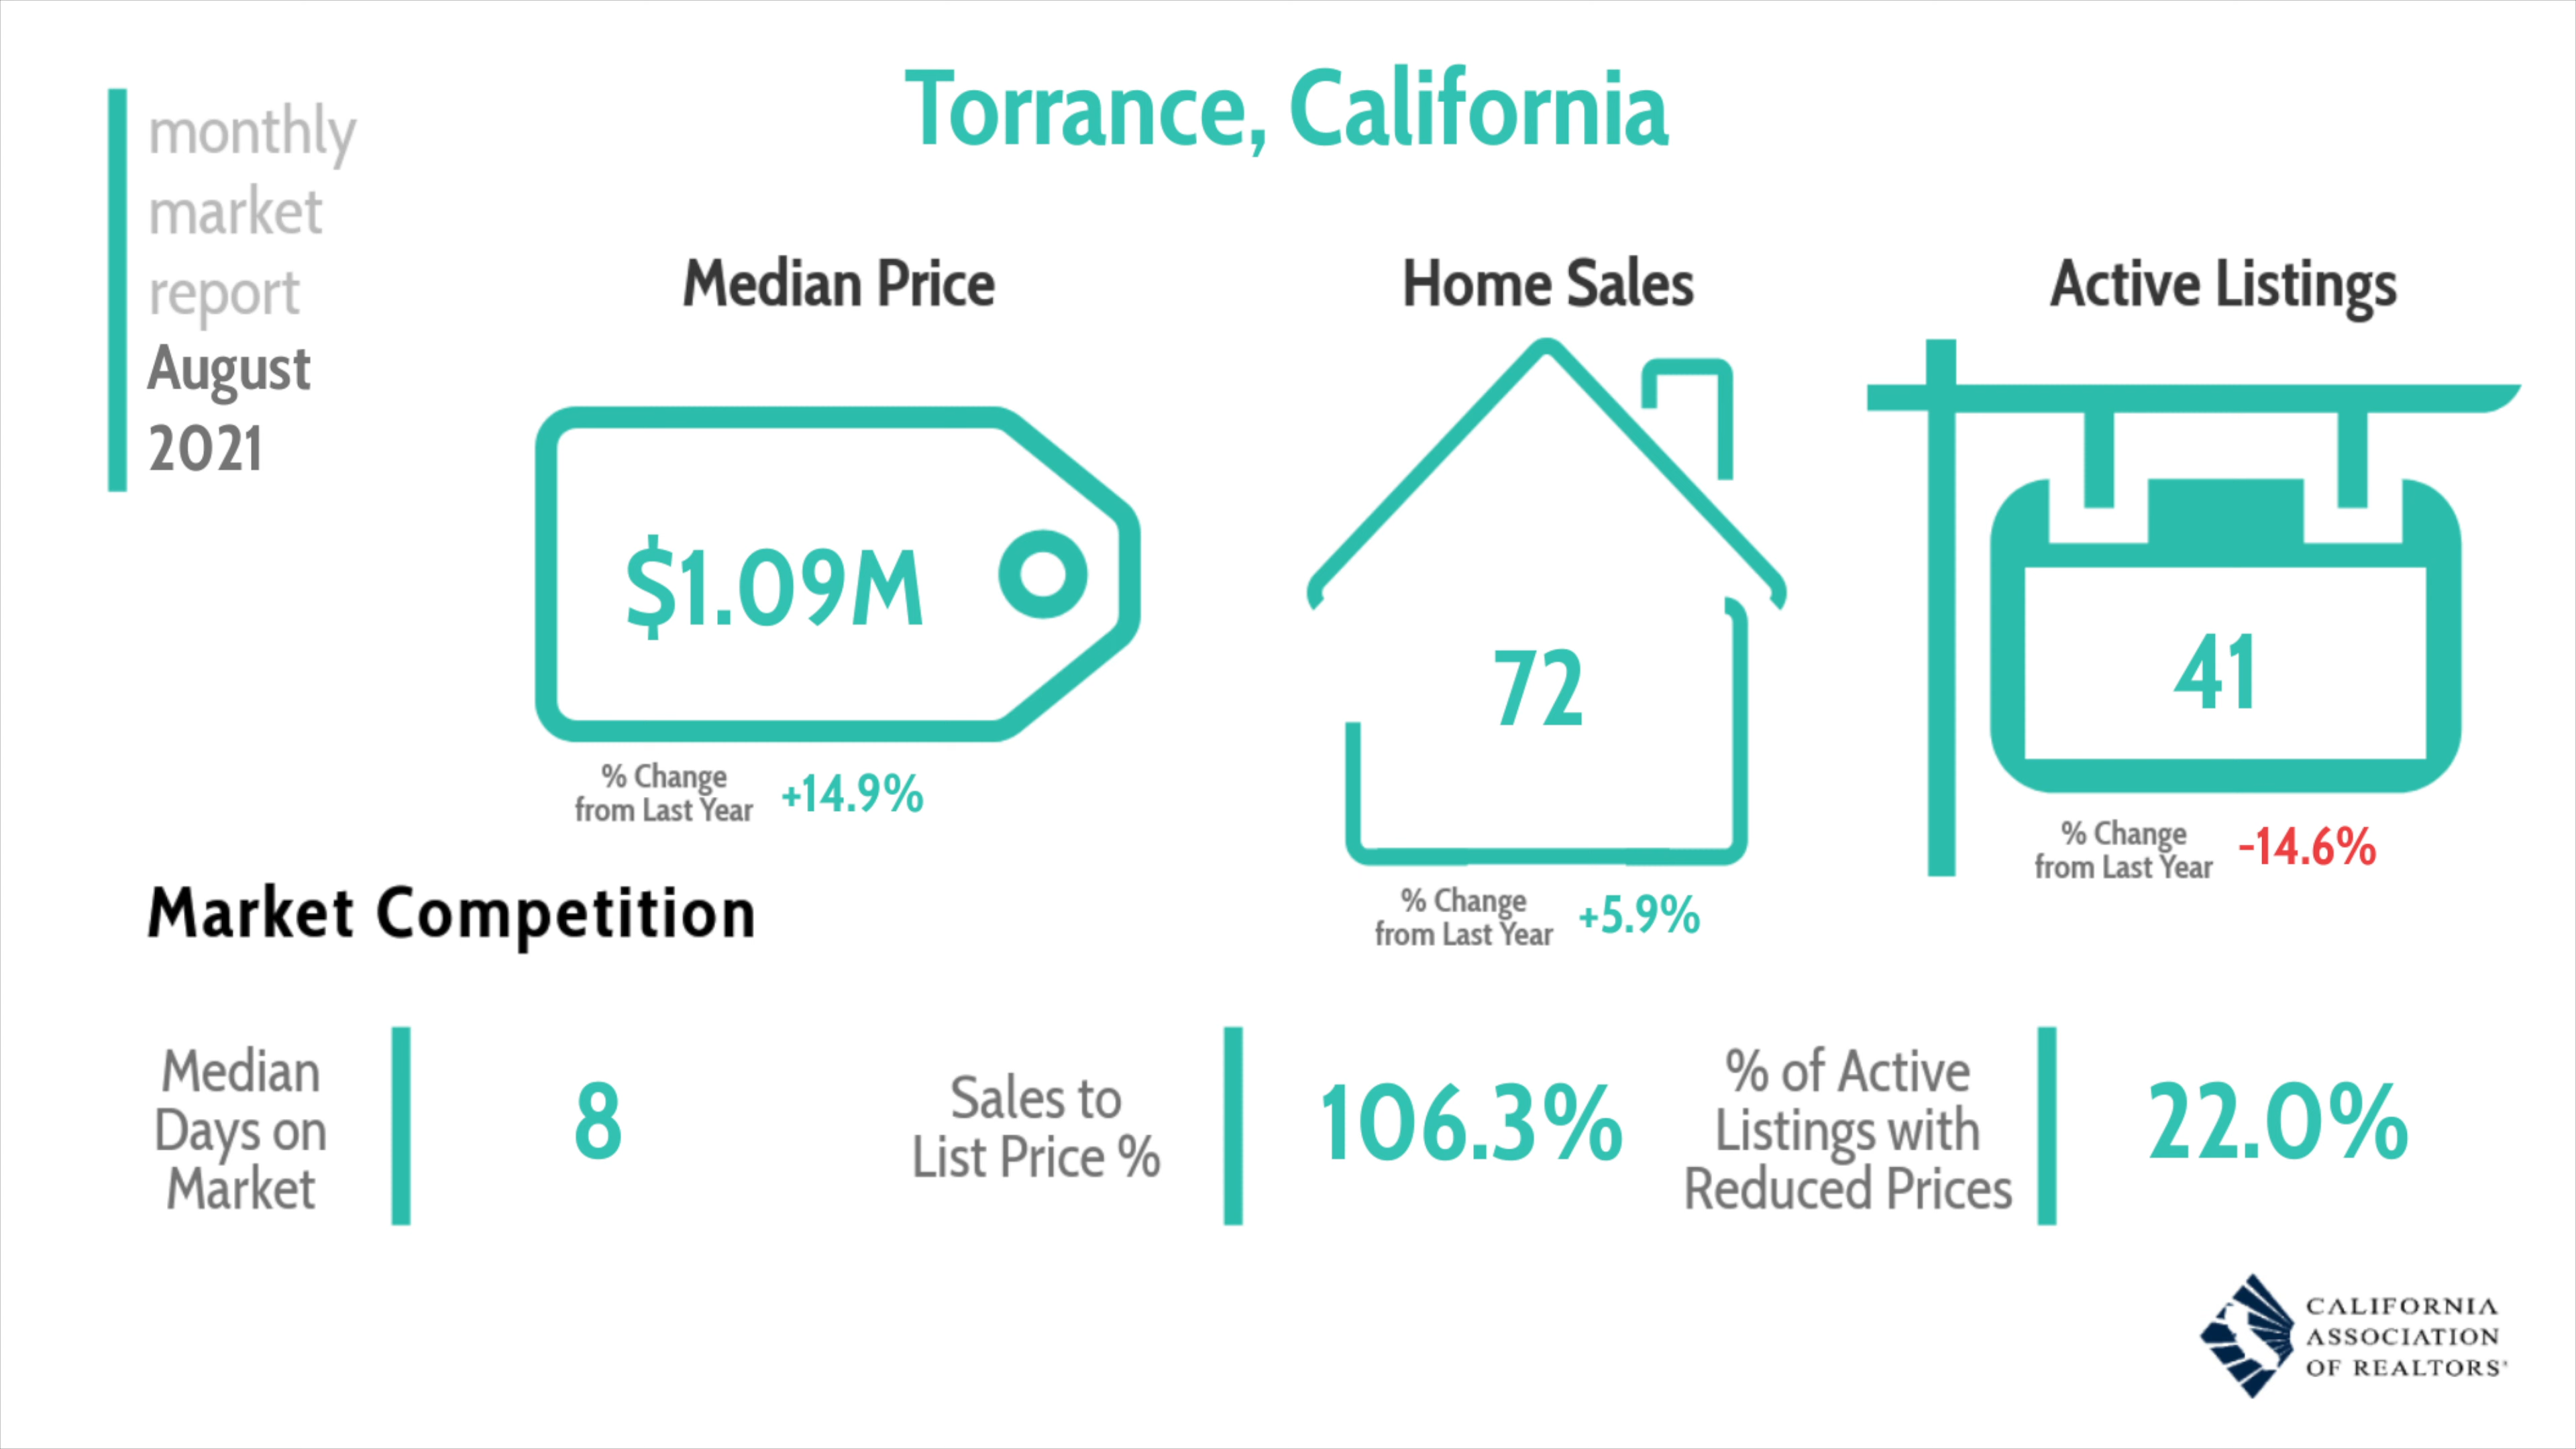 Torrance, California
monthly
market
report
August
2021
Median Price
$1.09M
% Change
from Last Year
+14.9%
Home Sales
72
% Change
from Last Year
+5.9%
Active Listings
41
% Change
from Last Year
-14.6%
Market Competition
Median
Days on
Market
8
Sales to
List Price %
106.3%
% of Active
Listings with
Reduced Prices
22.0%
CALIFORNIA
ASSOCIATION
OF REALTORS®